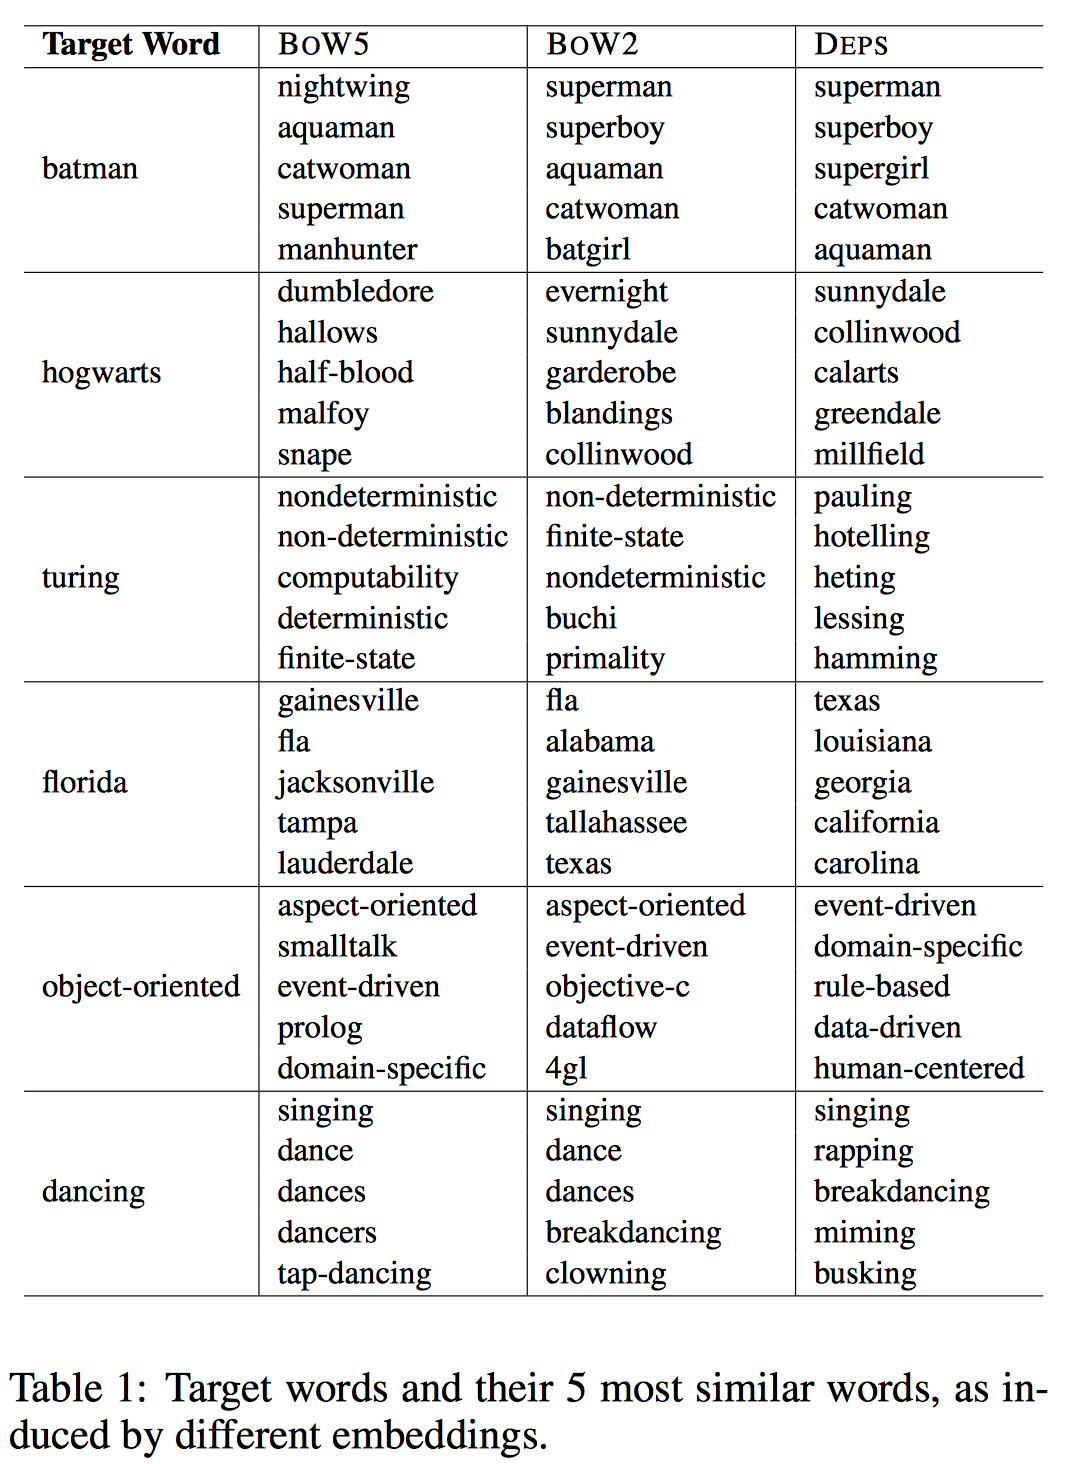 Target Word BOW5 BOW2 DEPS
nightwing superman superman
aquaman superboy superboy
batman catwoman aquaman supergirl
superman catwoman catwoman
manhunter batgirl aquaman
dumbledore evernight sunnydale
hallows sunnydale collinwood
hogwarts half-blood garderobe calarts
malfoy blandings greendale
snape collinwood millfield
nondeterministic non-deterministic pauling
non-deterministic finite-state hotelling
turing computability nondeterministic heting
deterministic buchi lessing
finite-state primality hamming
gainesville fla texas
fla alabama louisiana
florida jacksonville gainesville georgia
tampa tallahassee california
lauderdale texas carolina
aspect-oriented aspect-oriented event-driven
smalltalk event-driven domain-specific
object-oriented event-driven objective-c rule-based
prolog dataflow data-driven
domain-specific 4gl human-centered
singing singing singing
dance dance rapping
dancing dances dances breakdancing
dancers breakdancing miming
tap-dancing clowning busking
Table 1: Target words and their 5 most similar words, as in-
duced by different embeddings.